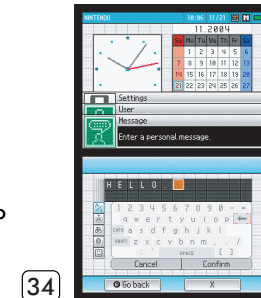 NINTENDO 10:06 11/21
11.2004
Su Mo Tu We Th Fr Sa
1 2 3 4 5 6
7 8 9 10 11 12 13
14 15 16 17 18 19 20
21 22 23 24 25 26 27
Settings
User
Message
Enter a personal message.
HELLO.
1 2 3 4 5 6 7 8 9 0 - =
q w e r t y u i o p ←
CAPS a s d f g h j k l
SHIFT z x c v b n m , . /
; ' SPACE [ ]
Cancel Confirm
B Go back X
34